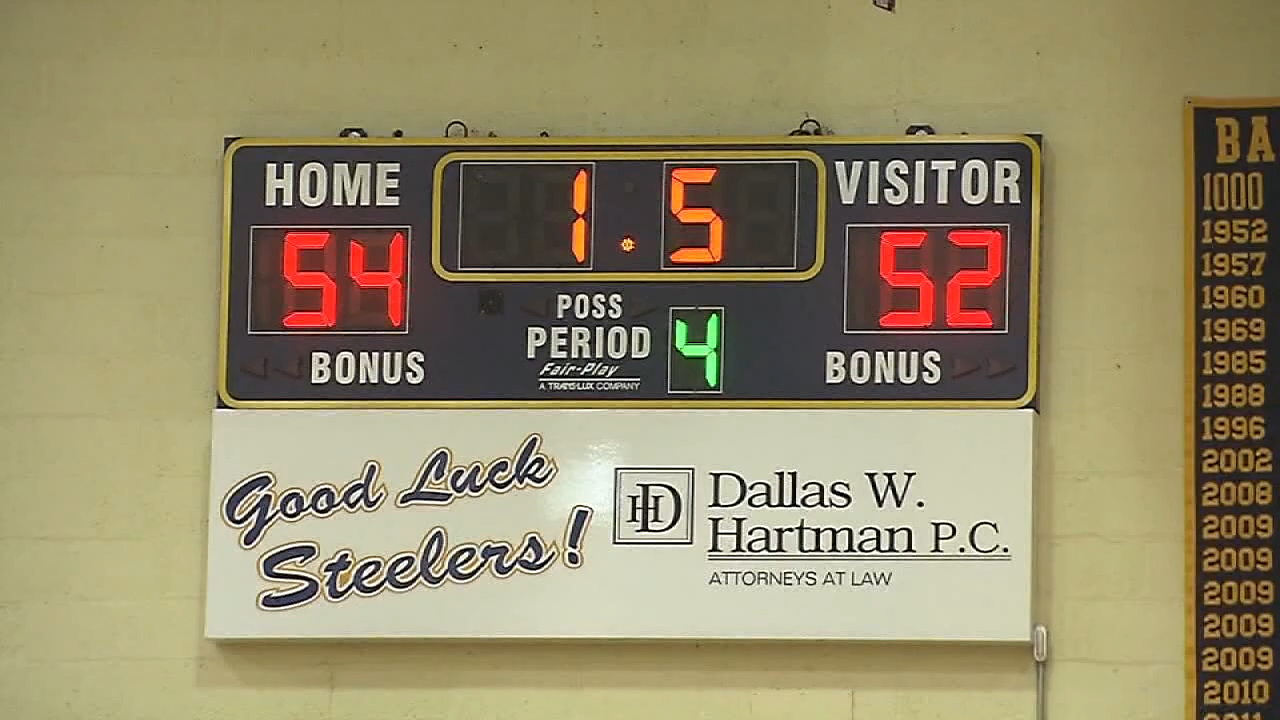 HOME
1.5
VISITOR
54
52
POSS
PERIOD
4
Fair-Play
A TRANS-LUX COMPANY
BONUS
BONUS
Good Luck
Steelers!
HD
Dallas W.
Hartman P.C.
ATTORNEYS AT LAW
BA
1000
1952
1957
1960
1969
1985
1988
1996
2002
2008
2009
2009
2009
2009
2009
2010